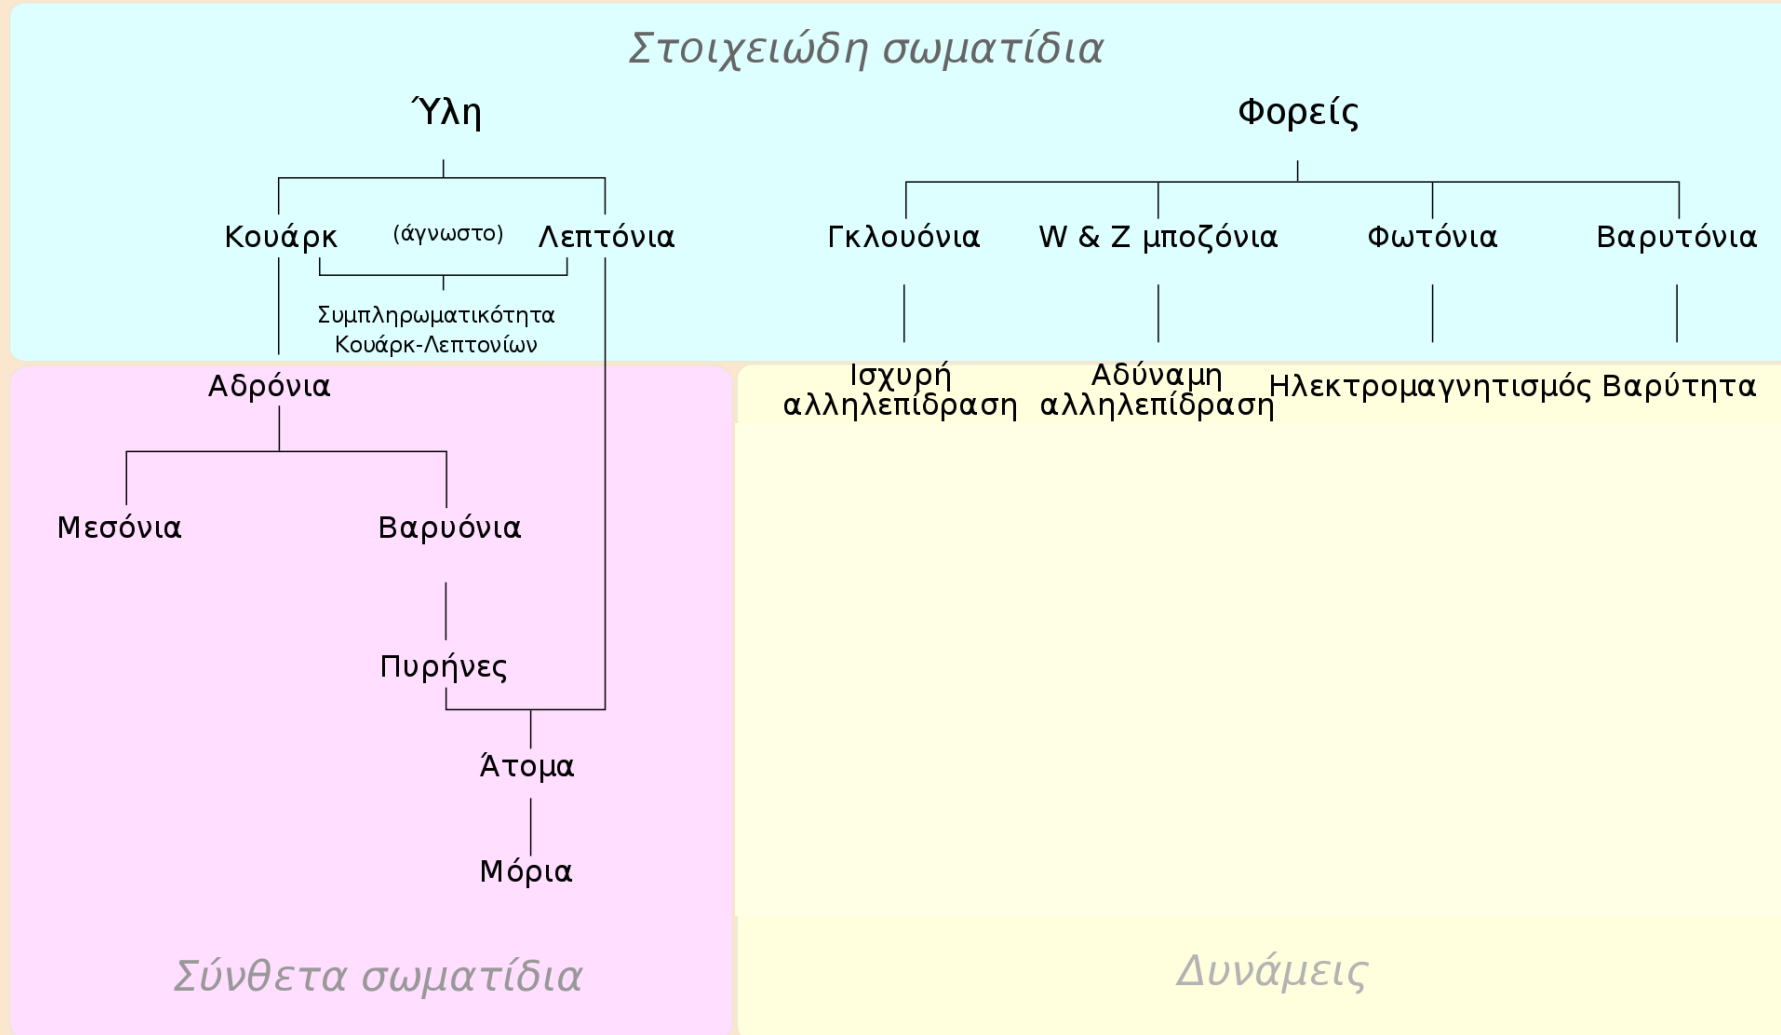 Στοιχειώδη σωματίδια
Ύλη
Φορείς
Κουάρκ
(άγνωστο)
Λεπτόνια
Γκλουόνια
W & Z μποζόνια
Φωτόνια
Βαρυτόνια
Συμπληρωματικότητα
Κουάρκ-Λεπτονίων
Αδρόνια
Ισχυρή
αλληλεπίδραση
Αδύναμη
αλληλεπίδραση
Ηλεκτρομαγνητισμός
Βαρύτητα
Μεσόνια
Βαρυόνια
Πυρήνες
Άτομα
Μόρια
Σύνθετα σωματίδια
Δυνάμεις